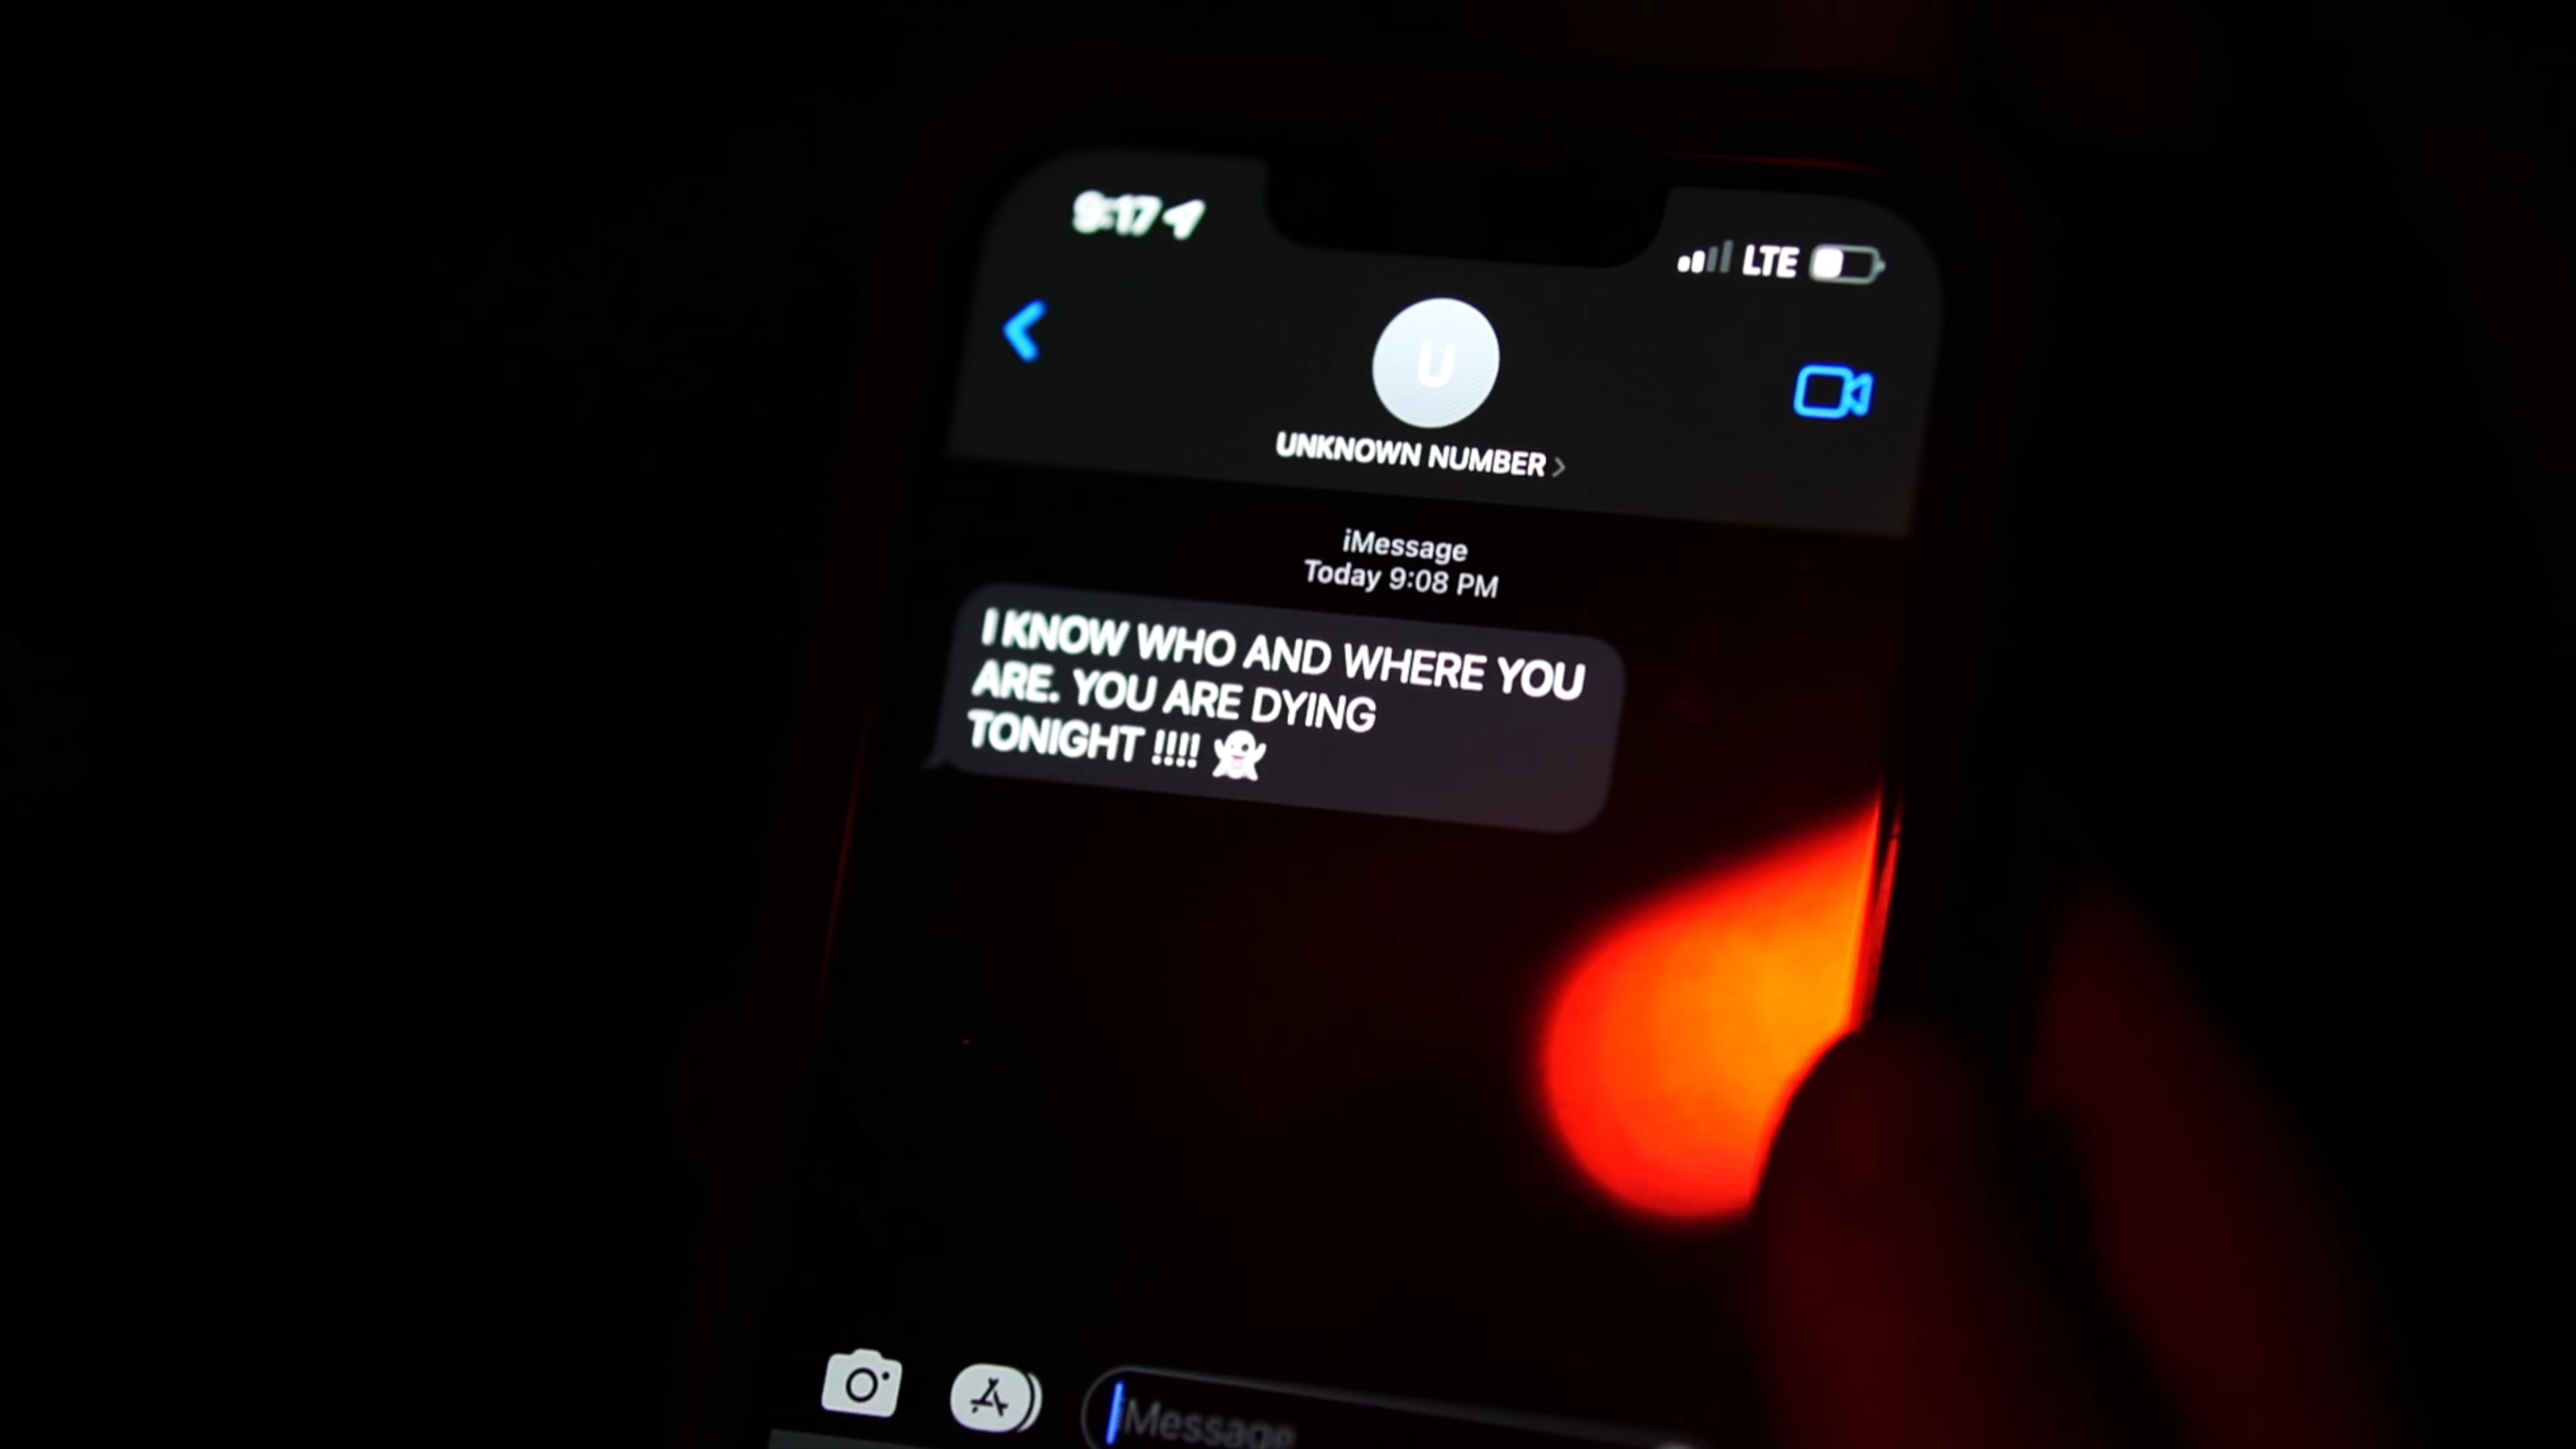 9:17
LTE
U
UNKNOWN NUMBER
iMessage
Today 9:08 PM
I KNOW WHO AND WHERE YOU
ARE. YOU ARE DYING
TONIGHT !!!! 👻
iMessage